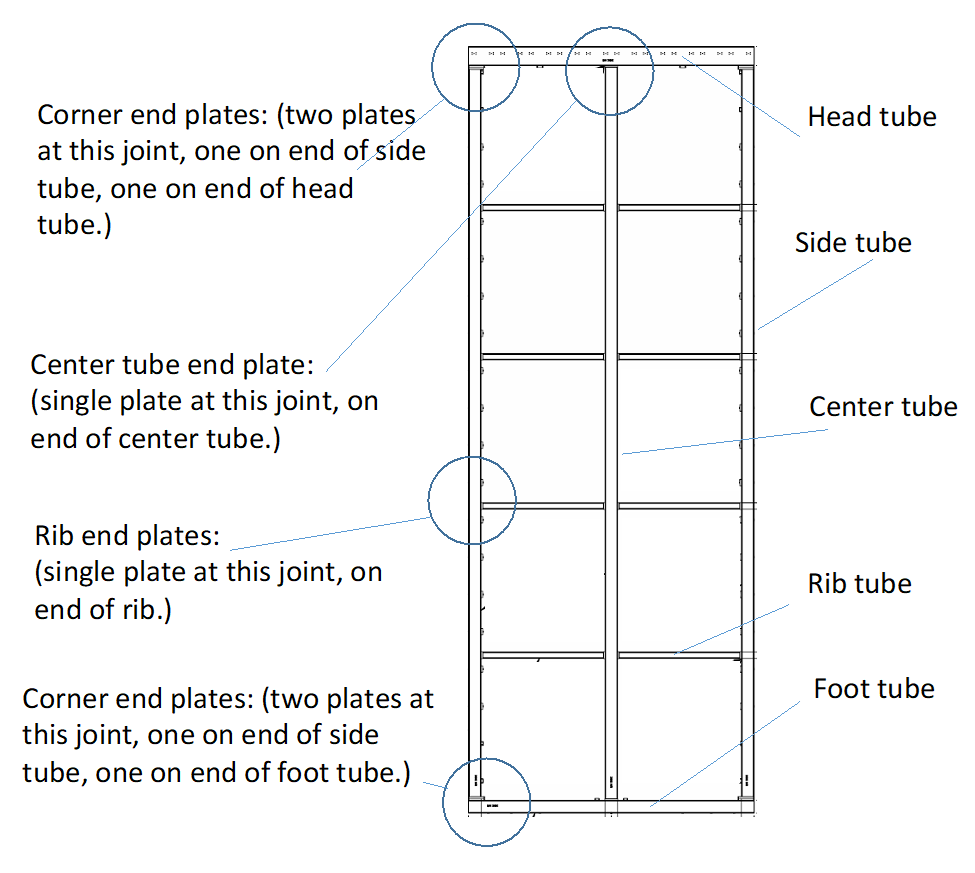 Corner end plates: (two plates
at this joint, one on end of side
tube, one on end of head
tube.)
Head tube
Side tube
Center tube end plate:
(single plate at this joint, on
end of center tube.)
Center tube
Rib end plates:
(single plate at this joint, on
end of rib.)
Rib tube
Corner end plates: (two plates at
this joint, one on end of side
tube, one on end of foot tube.)
Foot tube